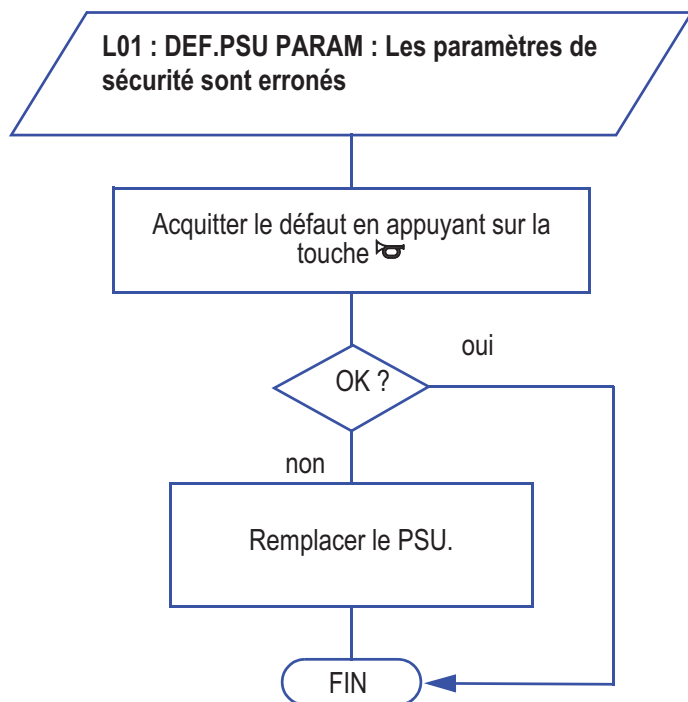 L01 : DEF.PSU PARAM : Les paramètres de
sécurité sont erronés
Acquitter le défaut en appuyant sur la
touche
OK ?
oui
non
Remplacer le PSU.
FIN